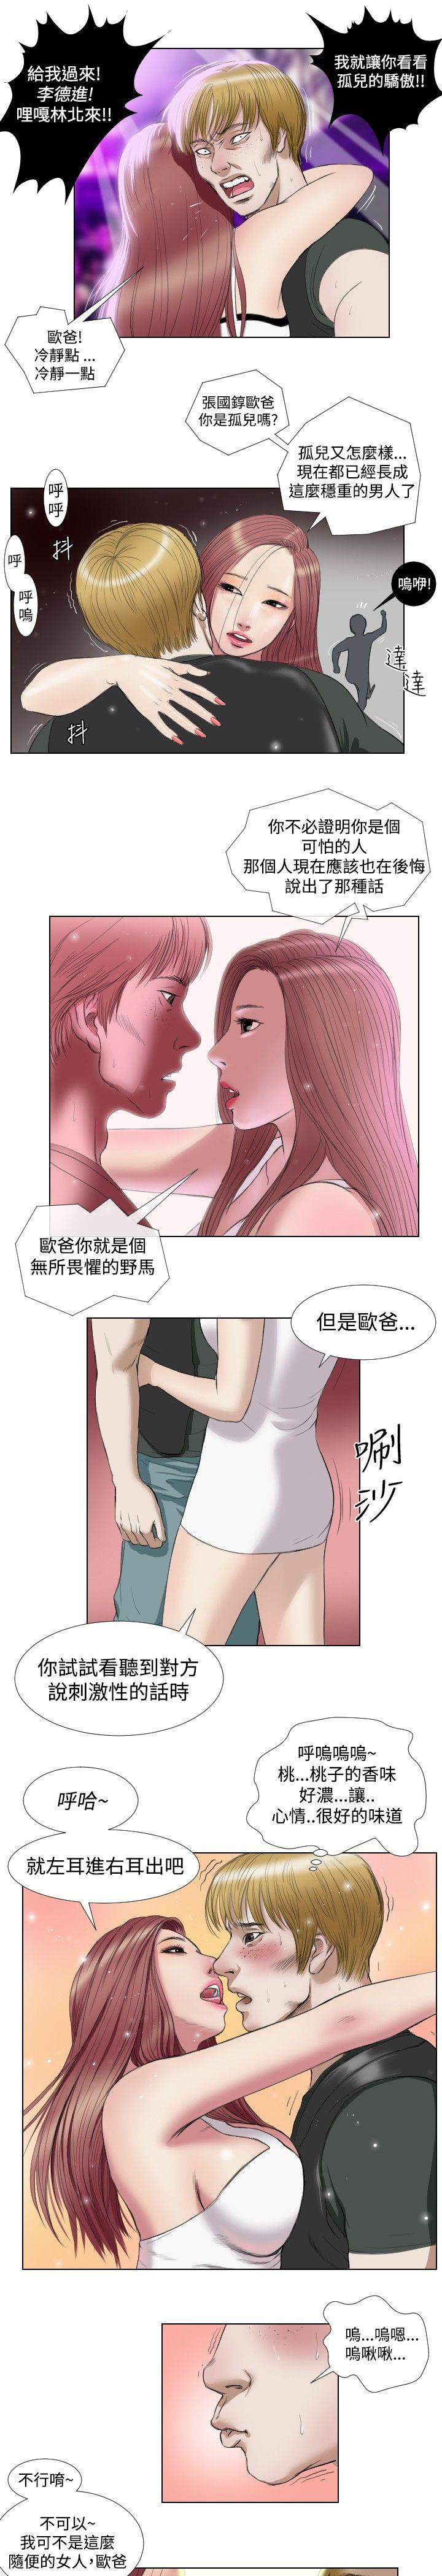 給我過來!
李德進!
哩嘎林北來!!
我就讓你看看
孤兒的驕傲!!
歐爸!
冷靜點...
冷靜一點
張國錞歐爸
你是孤兒嗎?
孤兒又怎麼樣...
現在都已經長成
這麼穩重的男人了
呼
呼
抖
呼
呼
嗚
嗚咿!
達
達
抖
你不必證明你是個
可怕的人
那個人現在應該也在後悔
說出了那種話
歐爸你就是個
無所畏懼的野馬
但是歐爸...
唰
沙
你試試看聽到對方
說刺激性的話時
呼嗚嗚嗚~
桃...桃子的香味
好濃...讓..
心情..很好的味道
呼哈~
就左耳進右耳出吧
嗚...嗚嗯...
嗚啾啾...
不行唷~
不可以~
我可不是這麼
隨便的女人,歐爸